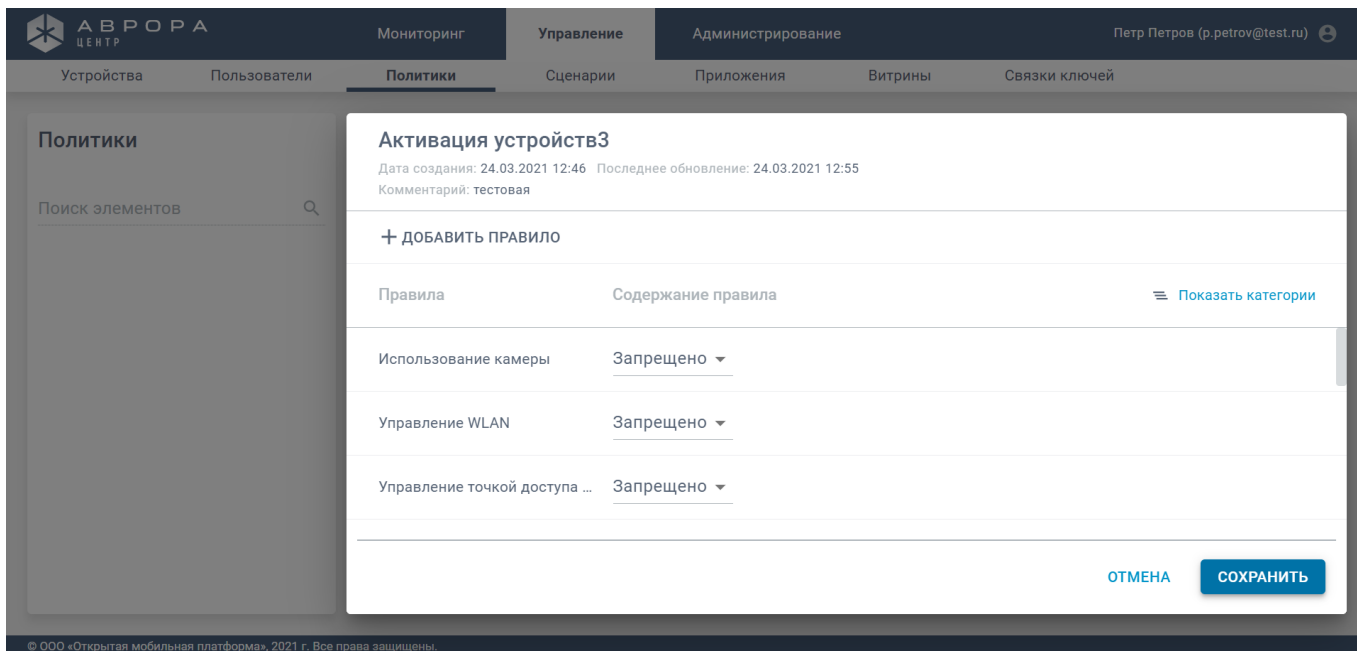 АВРОРА
ЦЕНТР
Мониторинг Управление Администрирование Петр Петров (p.petrov@test.ru)
Устройства Пользователи Политики Сценарии Приложения Витрины Связки ключей
Политики
Поиск элементов
Активация устройств3
Дата создания: 24.03.2021 12:46 Последнее обновление: 24.03.2021 12:55
Комментарий: тестовая
+ ДОБАВИТЬ ПРАВИЛО
Правила Содержание правила Показать категории
Использование камеры Запрещено
Управление WLAN Запрещено
Управление точкой доступа ... Запрещено
ОТМЕНА СОХРАНИТЬ
© ООО «Открытая мобильная платформа», 2021 г. Все права защищены.